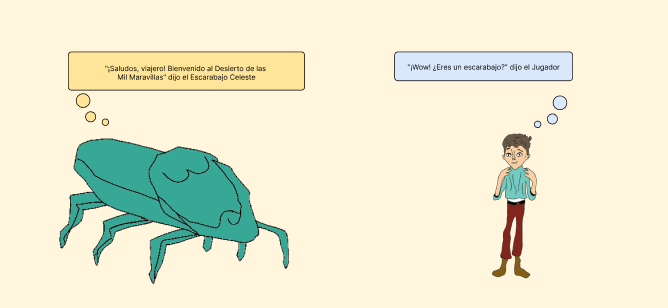 "¡Saludos, viajero! Bienvenido al Desierto de las
Mil Maravillas" dijo el Escarabajo Celeste
"¡Wow! ¿Eres un escarabajo?" dijo el Jugador